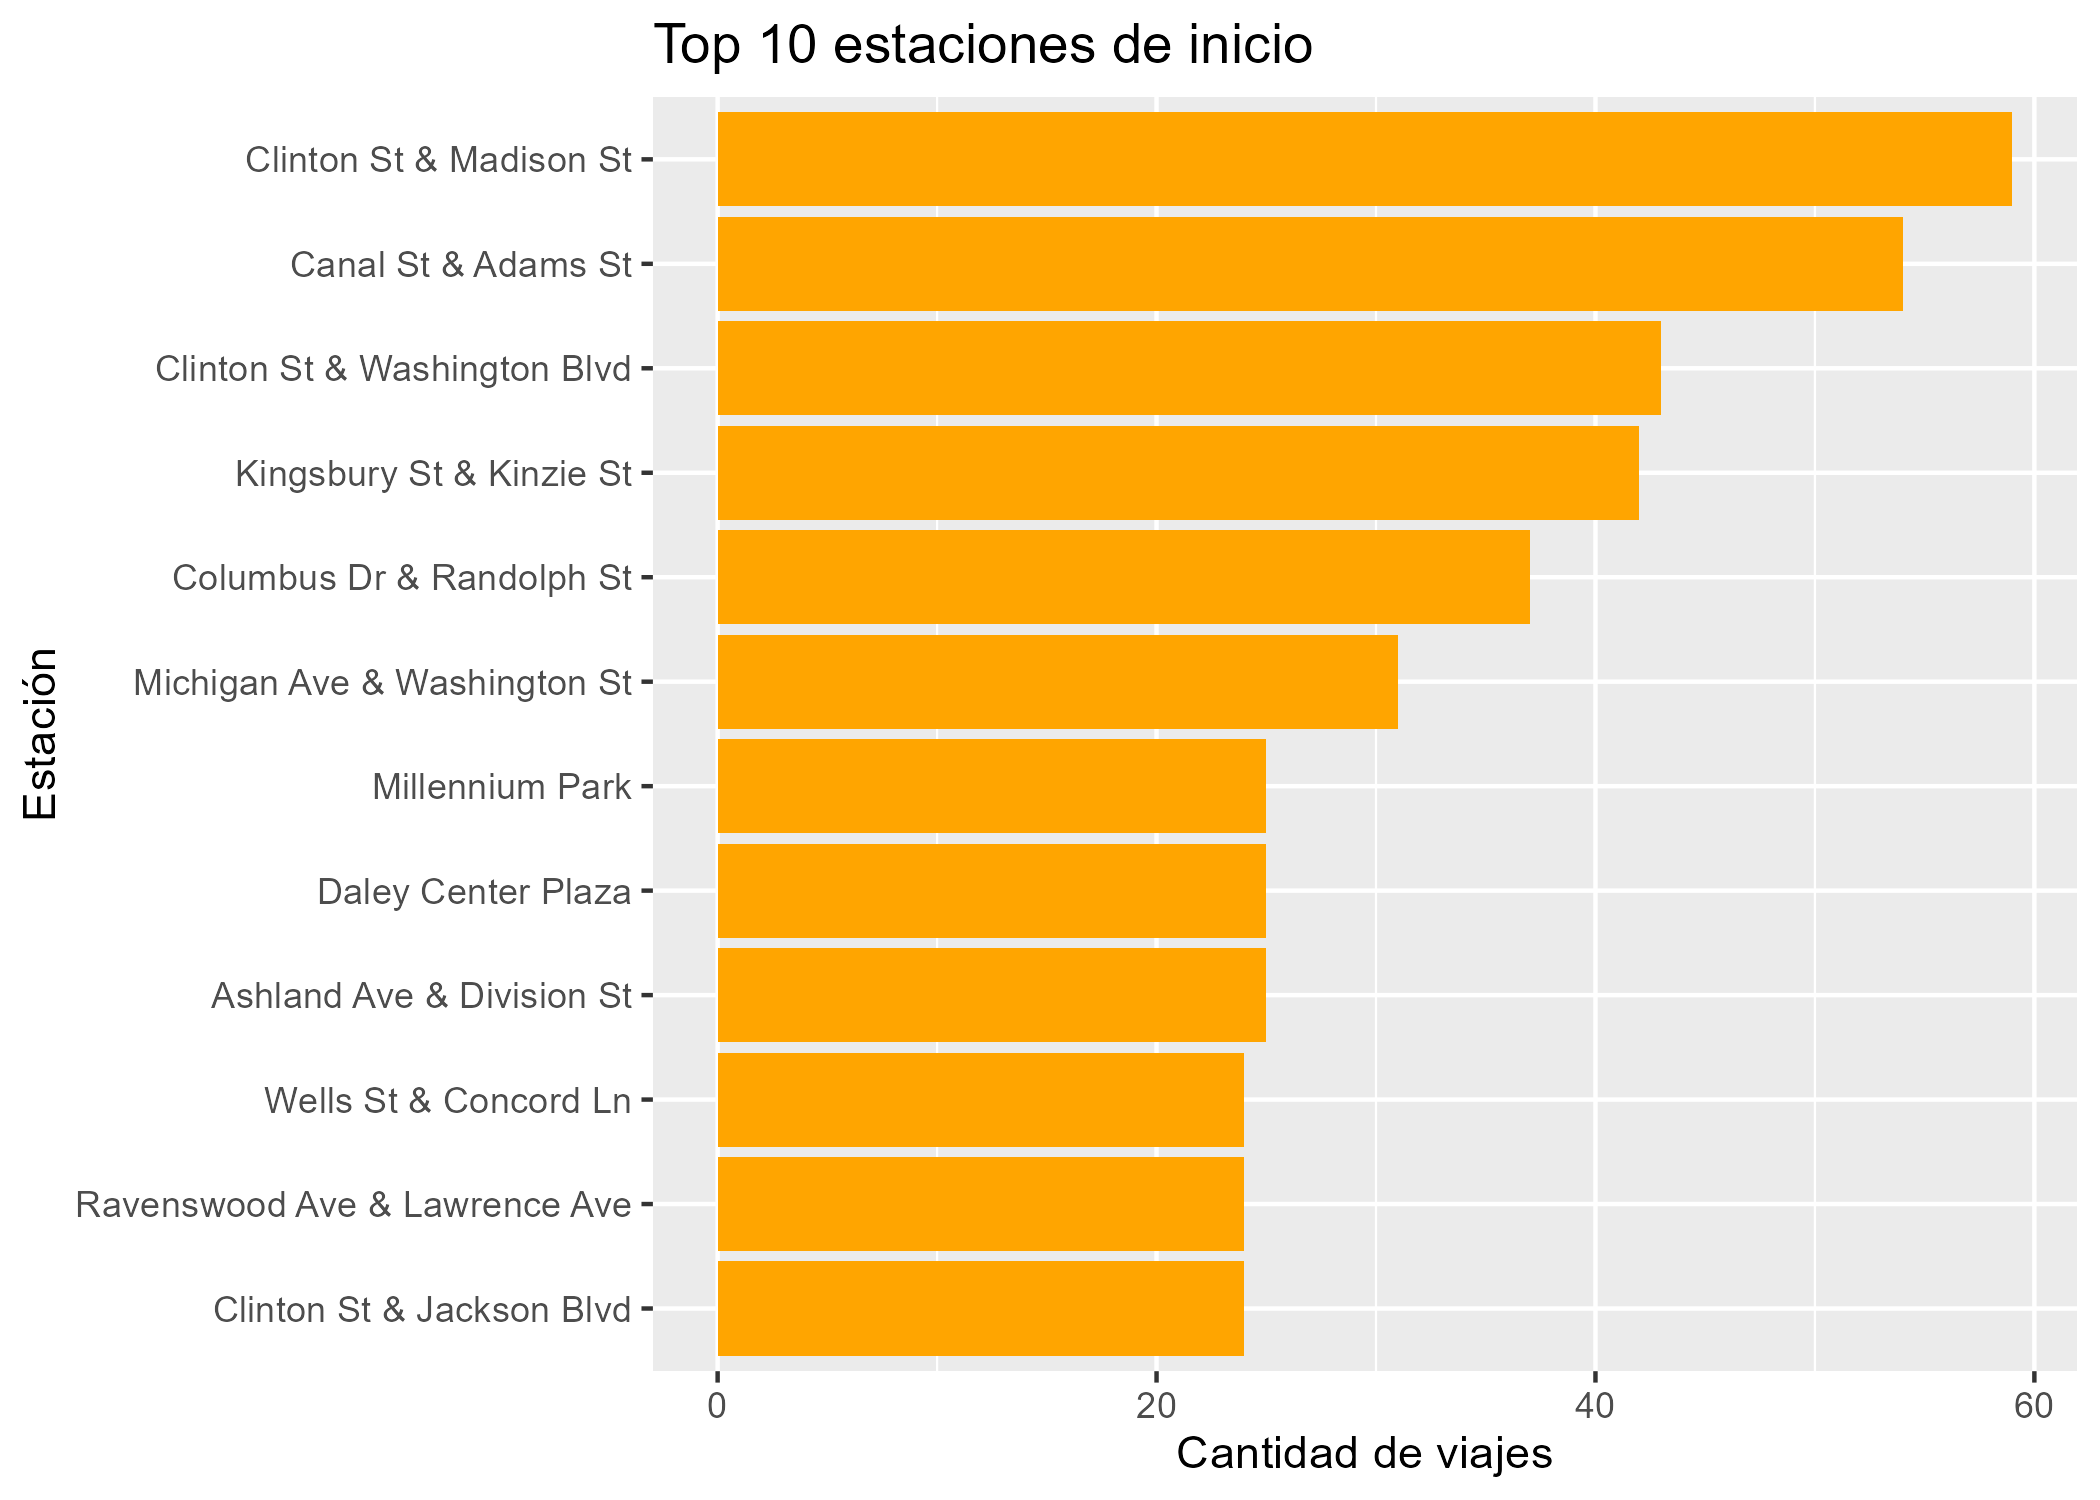 Top 10 estaciones de inicio
Clinton St & Madison St
Canal St & Adams St
Clinton St & Washington Blvd
Kingsbury St & Kinzie St
Columbus Dr & Randolph St
Michigan Ave & Washington St
Millennium Park
Daley Center Plaza
Ashland Ave & Division St
Wells St & Concord Ln
Ravenswood Ave & Lawrence Ave
Clinton St & Jackson Blvd
Estación
0 20 40 60
Cantidad de viajes